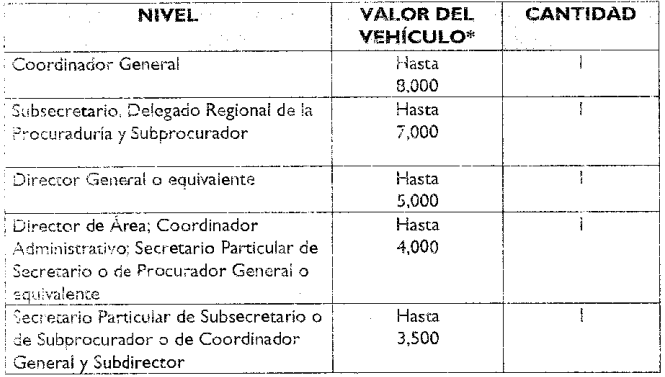 NIVEL VALOR DEL VEHÍCULO* CANTIDAD
Coordinador General Hasta 8,000 1
Subsecretario, Delegado Regional de la Hasta 1
Procuraduría y Subprocurador 7,000
Director General o equivalente Hasta 5,000 1
Director de Área; Coordinador Hasta 1
Administrativo; Secretario Particular de 4,000
Secretario o de Procurador General o
equivalente
Secretario Particular de Subsecretario o Hasta 1
de Subprocurador o de Coordinador 3,500
General y Subdirector